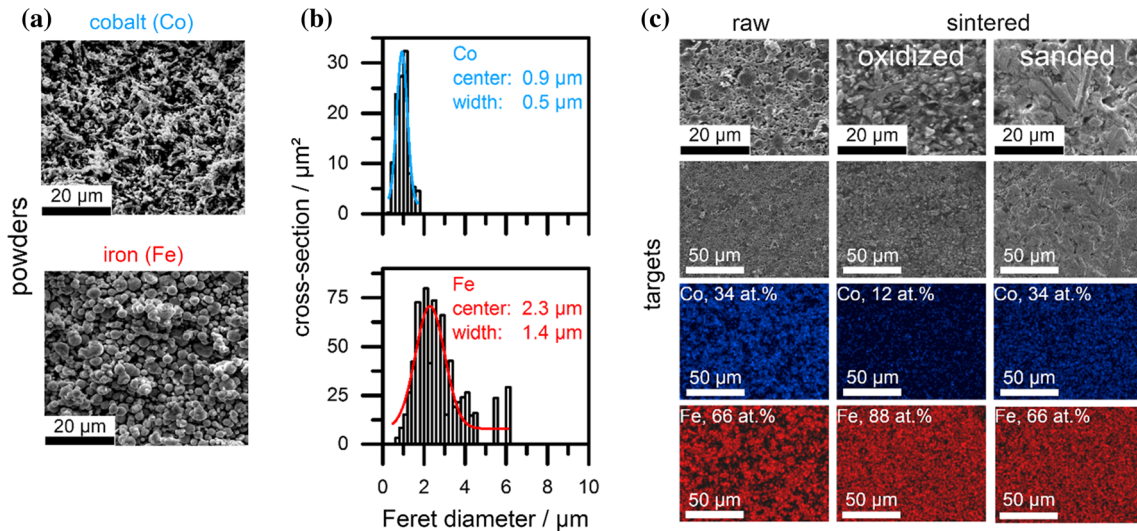 (a)
cobalt (Co)
20 µm
iron (Fe)
20 µm
powders
(b)
Co
center: 0.9 µm
width: 0.5 µm
30
20
10
0
Fe
center: 2.3 µm
width: 1.4 µm
75
50
25
0
0 2 4 6 8 10
cross-section / µm²
Feret diameter / µm
(c)
raw
sintered
oxidized
sanded
20 µm
20 µm
20 µm
50 µm
50 µm
50 µm
Co, 34 at.%
Co, 12 at.%
Co, 34 at.%
50 µm
50 µm
50 µm
Fe, 66 at.%
Fe, 88 at.%
Fe, 66 at.%
50 µm
50 µm
50 µm
targets